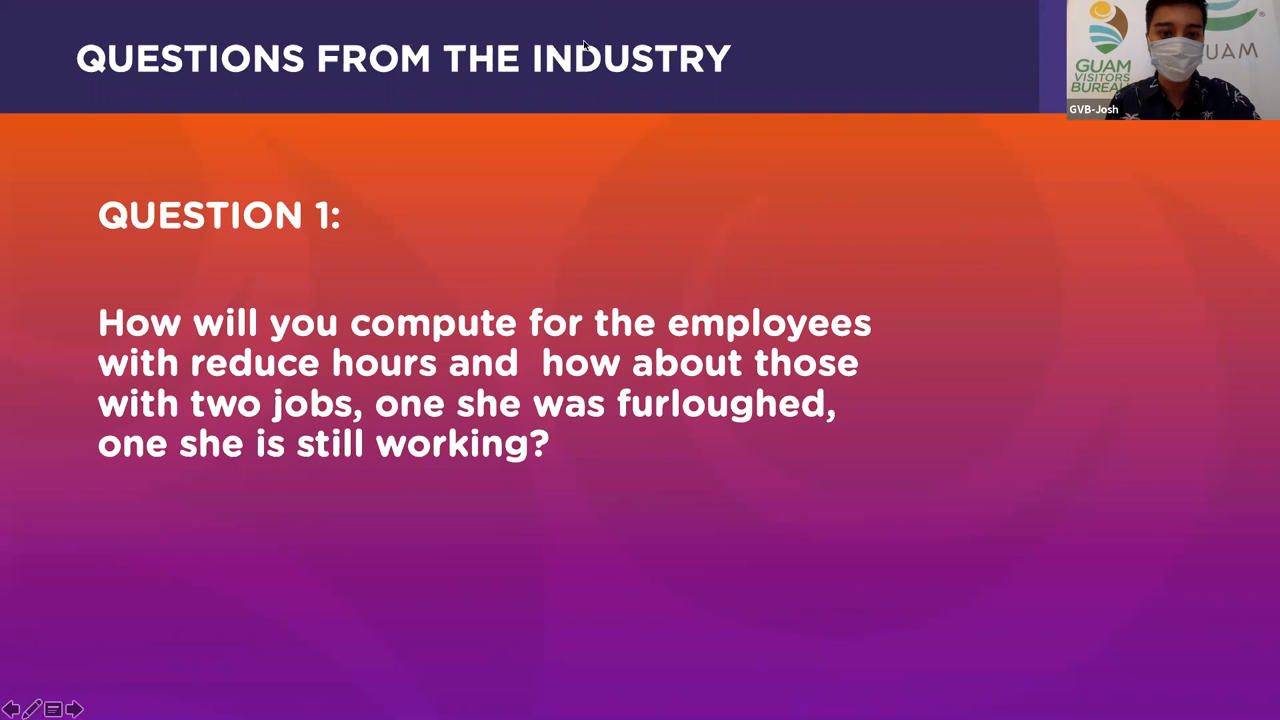 QUESTIONS FROM THE INDUSTRY
GUAM
VISITORS
BUREAU
GUAM
®
GVB-Josh
QUESTION 1:
How will you compute for the employees
with reduce hours and how about those
with two jobs, one she was furloughed,
one she is still working?